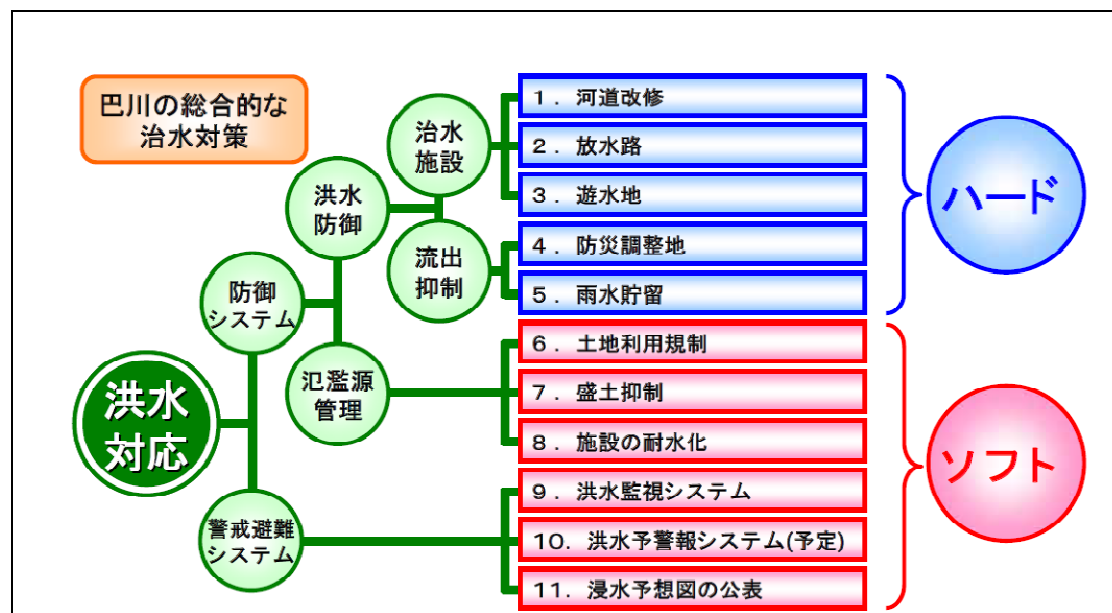 巴川の総合的な
治水対策
洪水
対応
防御
システム
警戒避難
システム
洪水
防御
氾濫源
管理
治水
施設
流出
抑制
1．河道改修
2．放水路
3．遊水地
4．防災調整地
5．雨水貯留
6．土地利用規制
7．盛土抑制
8．施設の耐水化
9．洪水監視システム
10．洪水予警報システム(予定)
11．浸水予想図の公表
ハード
ソフト